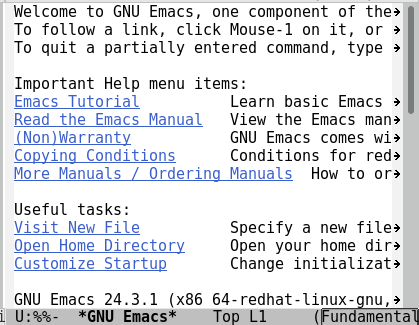 Welcome to GNU Emacs, one component of the
To follow a link, click Mouse-1 on it, or
To quit a partially entered command, type
Important Help menu items:
Emacs Tutorial Learn basic Emacs
Read the Emacs Manual View the Emacs man
(Non)Warranty GNU Emacs comes wi
Copying Conditions Conditions for red
More Manuals / Ordering Manuals How to or
Useful tasks:
Visit New File Specify a new file
Open Home Directory Open your home dir
Customize Startup Change initializat
GNU Emacs 24.3.1 (x86_64-redhat-linux-gnu,
U:%%- *GNU Emacs* Top L1 (Fundamental